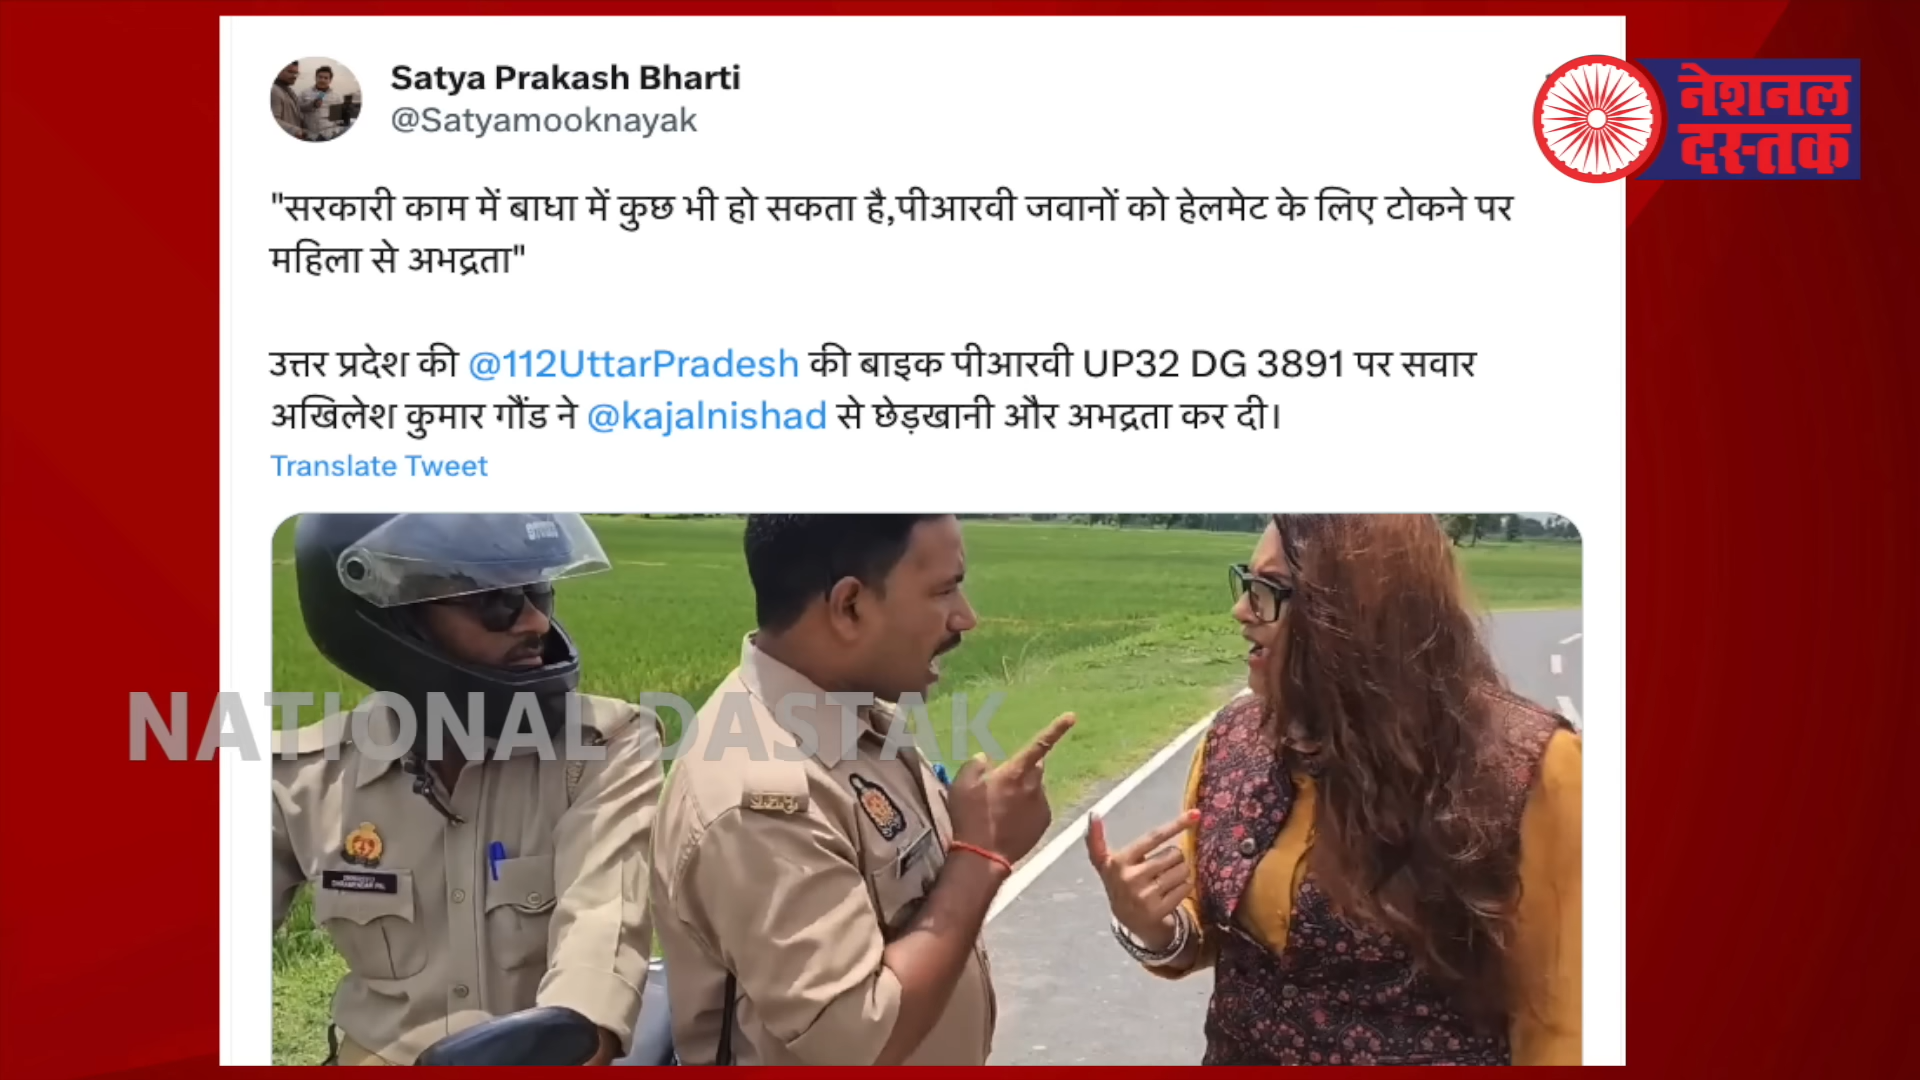 Satya Prakash Bharti
@Satyamooknayak
नेशनल
दस्तक
"सरकारी काम में बाधा में कुछ भी हो सकता है,पीआरवी जवानों को हेलमेट के लिए टोकने पर
महिला से अभद्रता"
उत्तर प्रदेश की @112UttarPradesh की बाइक पीआरवी UP32 DG 3891 पर सवार
अखिलेश कुमार गौंड ने @kajalnishad से छेड़खानी और अभद्रता कर दी।
Translate Tweet
NATIONAL DASTAK